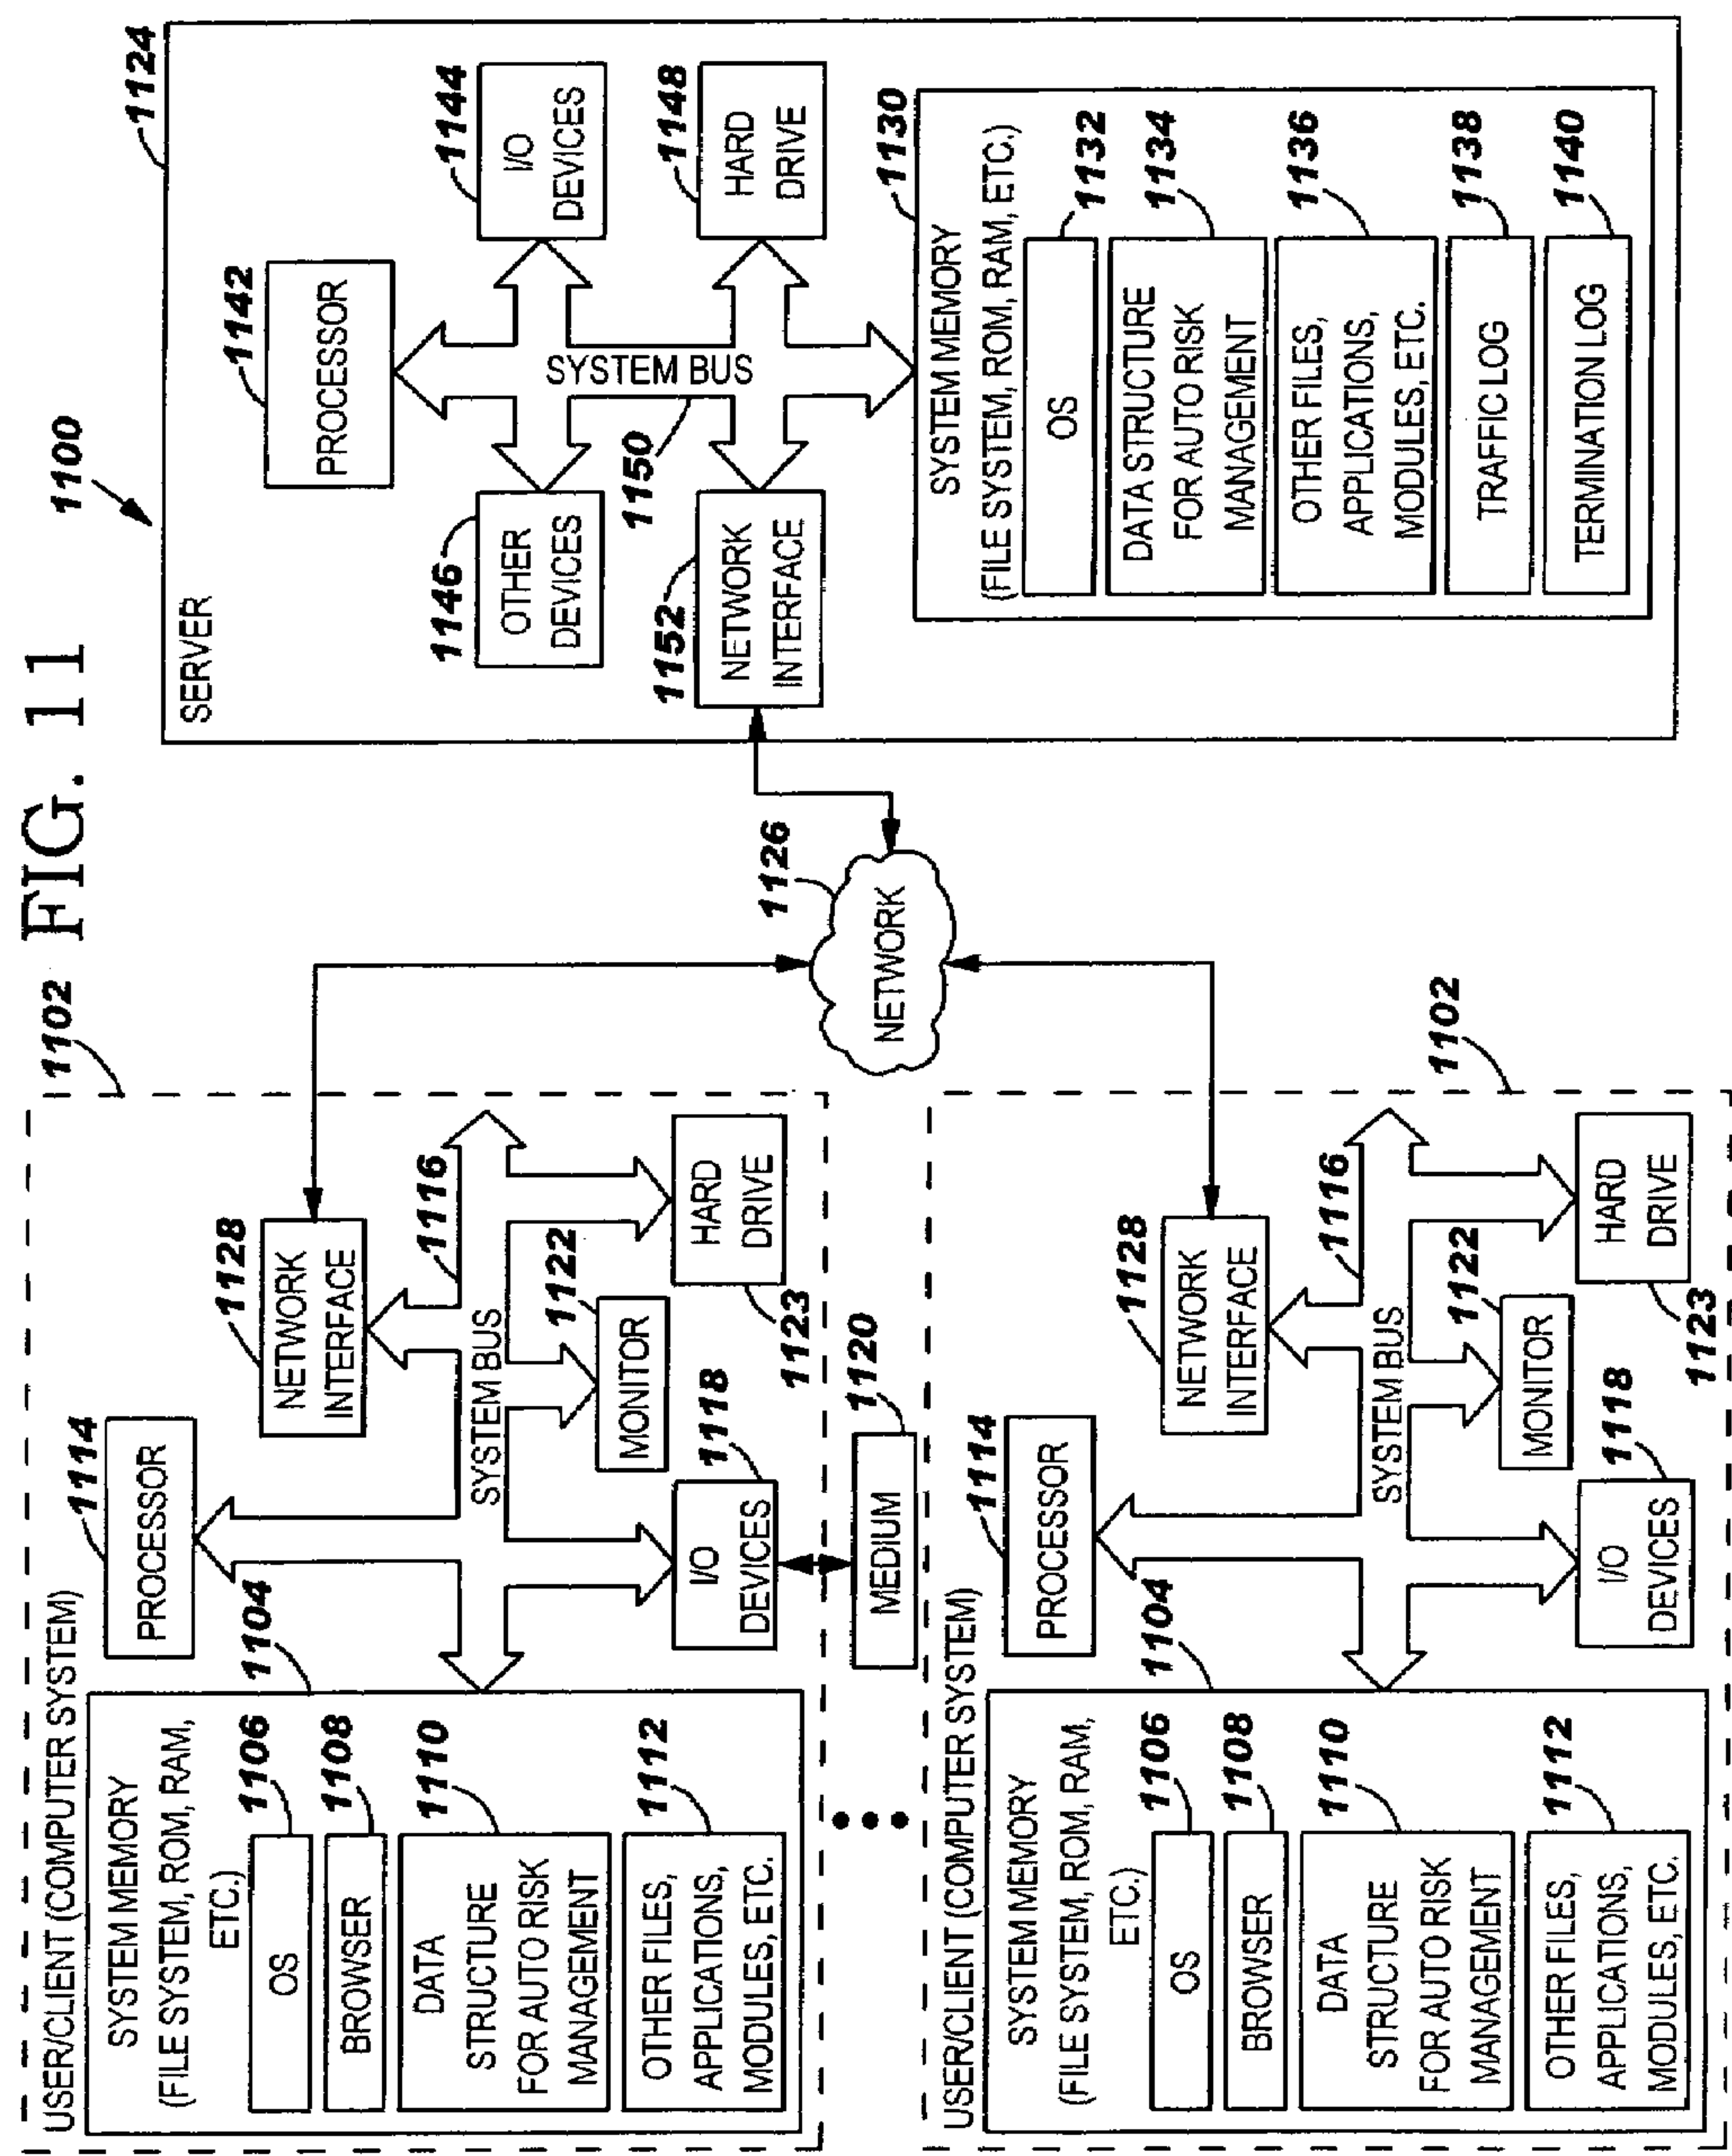 FIG. 11
1100
1102
USER/CLIENT (COMPUTER SYSTEM)
SYSTEM MEMORY
(FILE SYSTEM, ROM, RAM,
ETC.)
OS
1106
BROWSER
1108
DATA
STRUCTURE
FOR AUTO RISK
MANAGEMENT
1110
OTHER FILES,
APPLICATIONS,
MODULES, ETC.
1112
1104
PROCESSOR
1114
NETWORK
INTERFACE
1128
1116
SYSTEM BUS
MONITOR
1122
I/O
DEVICES
1118
HARD
DRIVE
1123
MEDIUM
1120
1102
USER/CLIENT (COMPUTER SYSTEM)
SYSTEM MEMORY
(FILE SYSTEM, ROM, RAM,
ETC.)
OS
1106
BROWSER
1108
DATA
STRUCTURE
FOR AUTO RISK
MANAGEMENT
1110
OTHER FILES,
APPLICATIONS,
MODULES, ETC.
1112
1104
PROCESSOR
1114
NETWORK
INTERFACE
1128
1116
SYSTEM BUS
MONITOR
1122
I/O
DEVICES
1118
HARD
DRIVE
1123
NETWORK
1126
SERVER
1124
PROCESSOR
1142
OTHER
DEVICES
1146
I/O
DEVICES
1144
SYSTEM BUS
1150
NETWORK
INTERFACE
1152
HARD
DRIVE
1148
SYSTEM MEMORY
(FILE SYSTEM, ROM, RAM, ETC.)
1130
OS
1132
DATA STRUCTURE
FOR AUTO RISK
MANAGEMENT
1134
OTHER FILES,
APPLICATIONS,
MODULES, ETC.
1136
TRAFFIC LOG
1138
TERMINATION LOG
1140